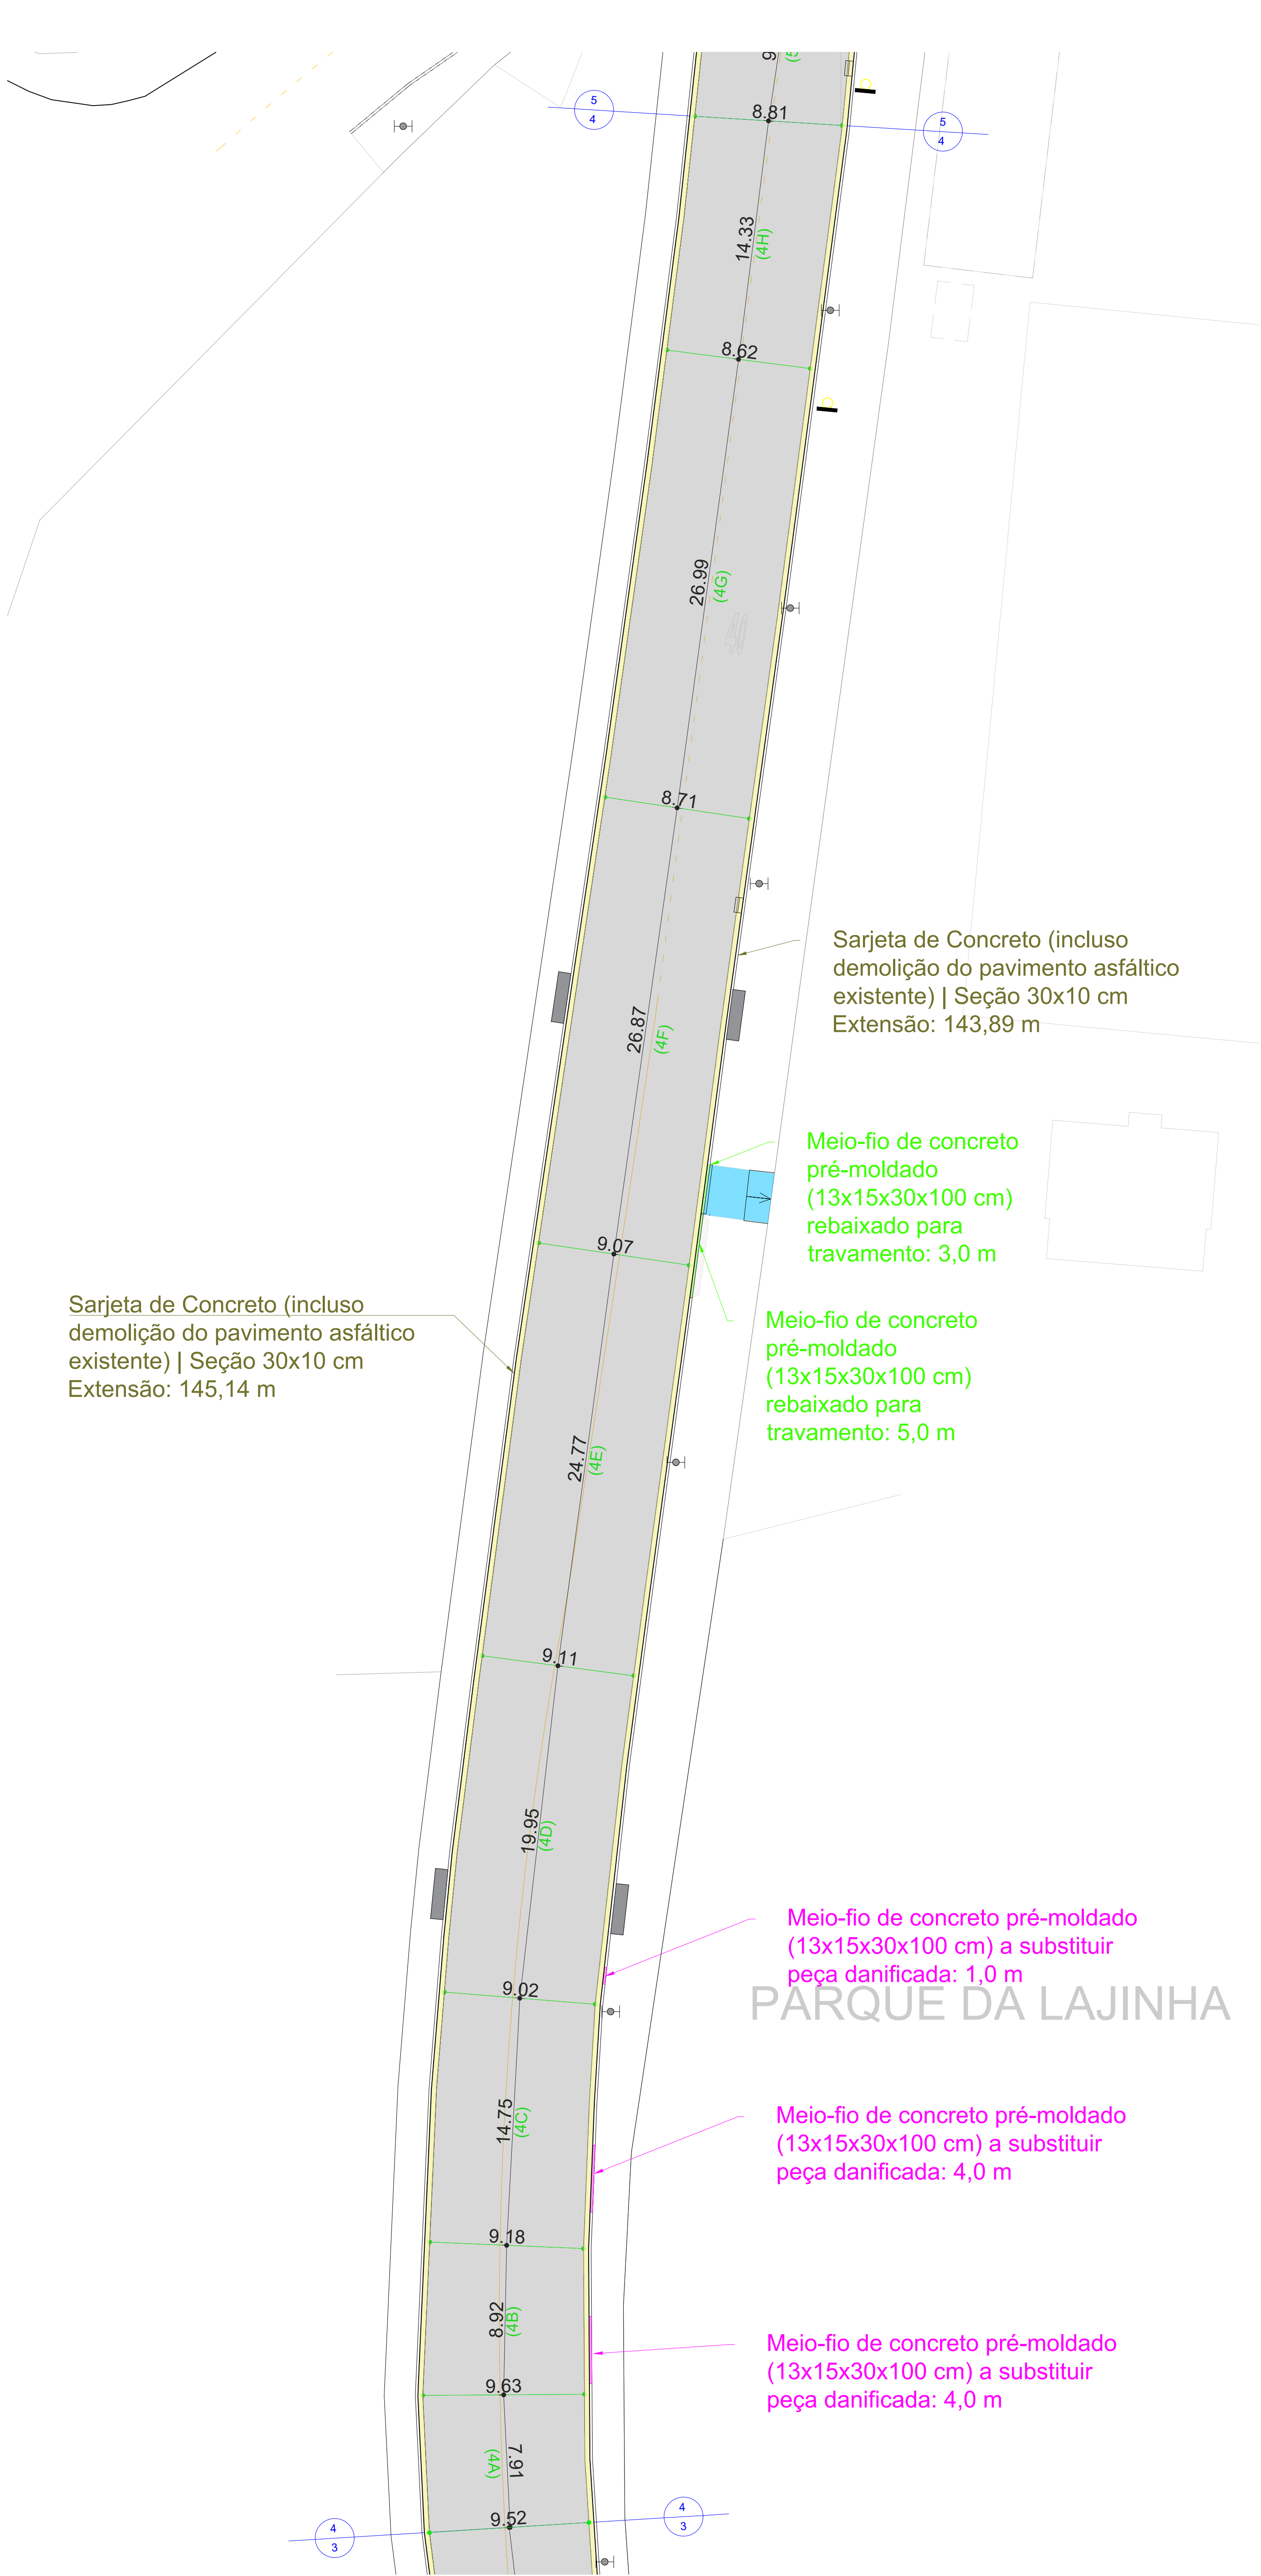 9
(5
5
4
8.81
5
4
14.33
(4H)
8.62
26.99
(4G)
8.71
Sarjeta de Concreto (incluso
demolição do pavimento asfáltico
existente) | Seção 30x10 cm
Extensão: 143,89 m
26.87
(4F)
Meio-fio de concreto
pré-moldado
(13x15x30x100 cm)
rebaixado para
travamento: 3,0 m
9.07
Sarjeta de Concreto (incluso
demolição do pavimento asfáltico
existente) | Seção 30x10 cm
Extensão: 145,14 m
Meio-fio de concreto
pré-moldado
(13x15x30x100 cm)
rebaixado para
travamento: 5,0 m
24.77
(4E)
9.11
19.95
(4D)
Meio-fio de concreto pré-moldado
(13x15x30x100 cm) a substituir
peça danificada: 1,0 m
9.02
PARQUE DA LAJINHA
14.75
(4C)
Meio-fio de concreto pré-moldado
(13x15x30x100 cm) a substituir
peça danificada: 4,0 m
9.18
8.92
(4B)
Meio-fio de concreto pré-moldado
(13x15x30x100 cm) a substituir
peça danificada: 4,0 m
9.63
(4A)
7.91
9.52
4
3
4
3